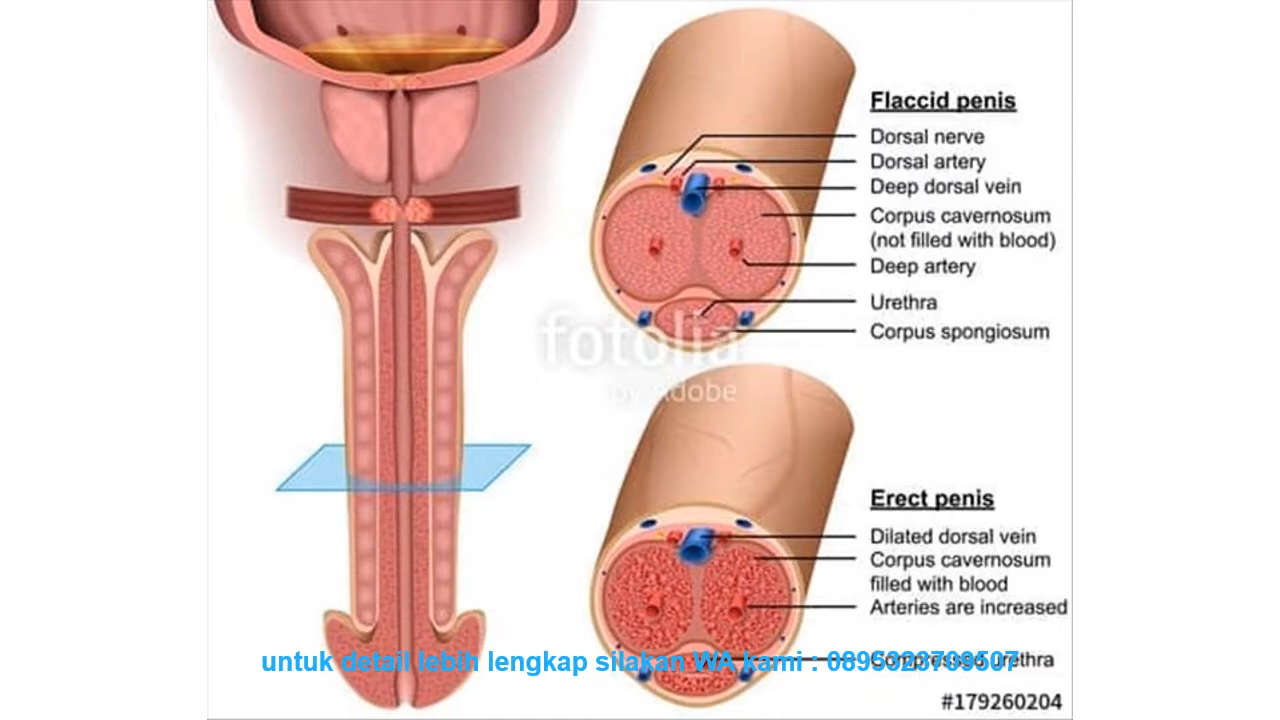 Flaccid penis
Dorsal nerve
Dorsal artery
Deep dorsal vein
Corpus cavernosum
(not filled with blood)
Deep artery
Urethra
Corpus spongiosum
fotolia
by Adobe
Erect penis
Dilated dorsal vein
Corpus cavernosum
filled with blood
Arteries are increased
Compressed urethra
untuk detail lebih lengkap silakan WA kami : 0895323709507
#179260204